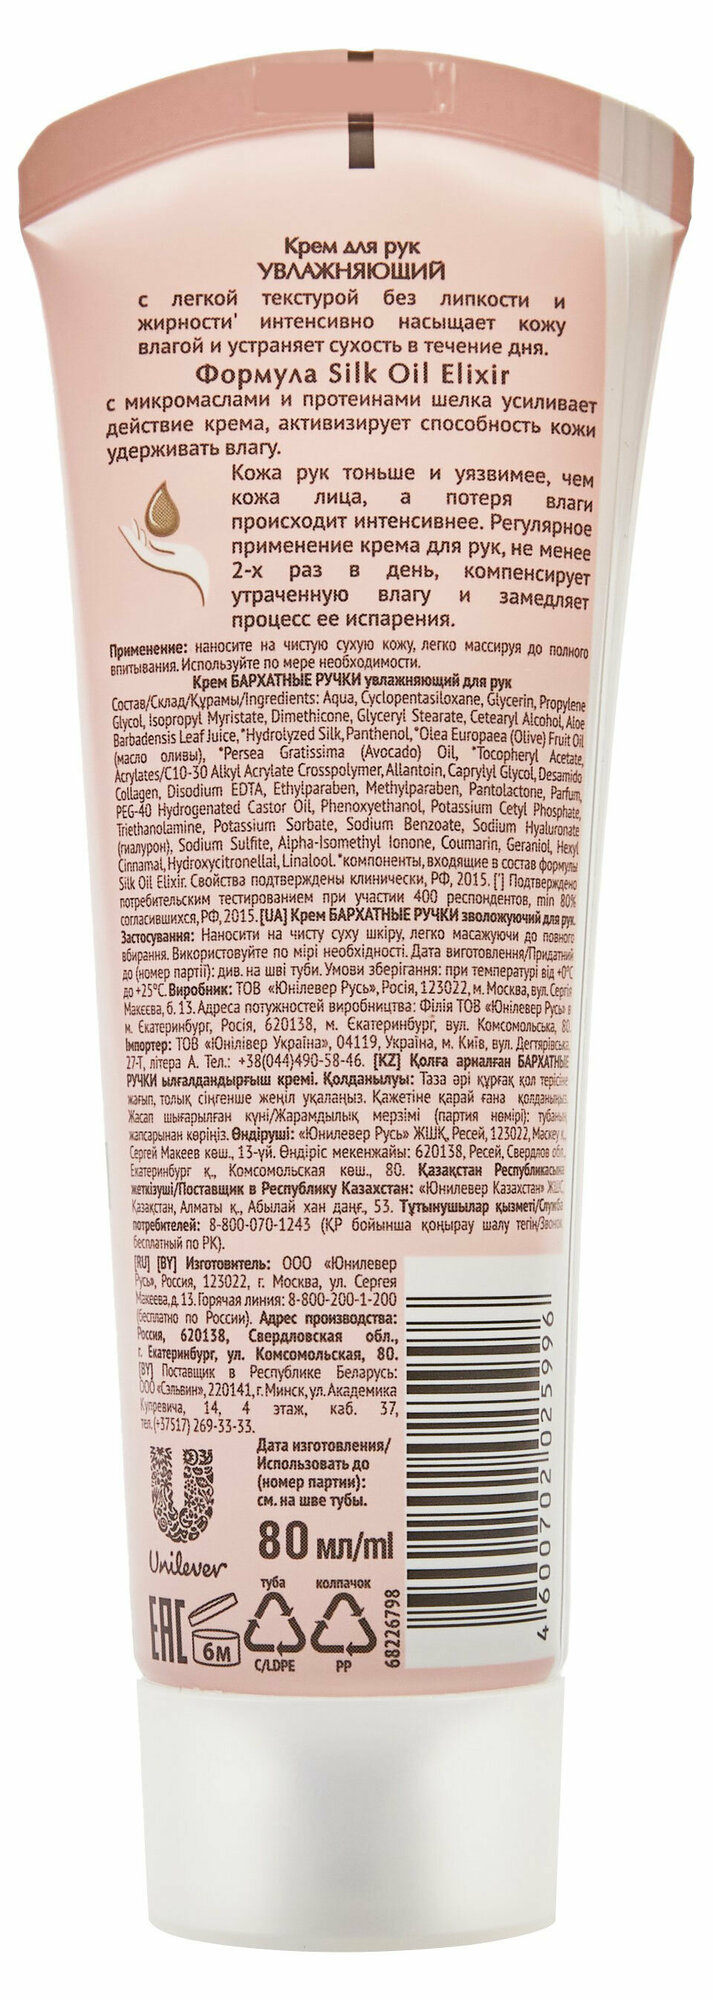 Крем для рук
УВЛАЖНЯЮЩИЙ
с легкой текстурой без липкости и
жирности' интенсивно насыщает кожу
влагой и устраняет сухость в течение дня.
Формула Silk Oil Elixir
с микромаслами и протеинами шелка усиливает
действие крема, активизирует способность кожи
удерживать влагу.
Кожа рук тоньше и уязвимее, чем
кожа лица, а потеря влаги
происходит интенсивнее. Регулярное
применение крема для рук, не менее
2-х раз в день, компенсирует
утраченную влагу и замедляет
процесс ее испарения.
Применение: наносите на чистую сухую кожу, легко массируя до полного
впитывания. Используйте по мере необходимости.
Крем БАРХАТНЫЕ РУЧКИ увлажняющий для рук
Состав/Склад/Құрамы/Ingredients: Aqua, Cyclopentasiloxane, Glycerin, Propylene
Glycol, Isopropyl Myristate, Dimethicone, Glyceryl Stearate, Cetearyl Alcohol, Aloe
Barbadensis Leaf Juice, *Hydrolyzed Silk, Panthenol, *Olea Europaea (Olive) Fruit Oil
(масло оливы), *Persea Gratissima (Avocado) Oil, *Tocopheryl Acetate,
Acrylates/C10-30 Alkyl Acrylate Crosspolymer, Allantoin, Caprylyl Glycol, Desamido
Collagen, Disodium EDTA, Ethylparaben, Methylparaben, Pantolactone, Parfum,
PEG-40 Hydrogenated Castor Oil, Phenoxyethanol, Potassium Cetyl Phosphate,
Triethanolamine, Potassium Sorbate, Sodium Benzoate, Sodium Hyaluronate
(гиалурон), Sodium Sulfite, Alpha-Isomethyl Ionone, Coumarin, Geraniol, Hexyl
Cinnamal, Hydroxycitronellal, Linalool. *компоненты, входящие в состав формулы
Silk Oil Elixir. Свойства подтверждены клинически, РФ, 2015. ['] Подтверждено
потребительским тестированием при участии 400 респондентов, min 80%
согласившихся, РФ, 2015. [UA] Крем БАРХАТНЫЕ РУЧКИ зволожуючий для рук.
Застосування: Наносити на чисту суху шкіру, легко масажуючи до повного
вбирання. Використовуйте по мірі необхідності. Дата виготовлення/Придатний
до (номер партії): див. на шві туби. Умови зберігання: при температурі від +0°C
до +25°C. Виробник: ТОВ «Юнілевер Русь», Росія, 123022, м. Москва, вул. Сергія
Макєєва, б. 13. Адреса потужностей виробництва: Філія ТОВ «Юнілевер Русь» в
м. Екатеринбург, Росія, 620138, м. Єкатеринбург, вул. Комсомольська, 80.
Імпортер: ТОВ «Юнілівер Україна», 04119, Україна, м. Київ, вул. Дегтярівська,
27-Т, літера А. Тел.: +38(044)490-58-46. [KZ] Қолға арналған БАРХАТНЫЕ
РУЧКИ ылғалдандырғыш кремі. Қолданылуы: Таза әрі құрғақ қол терісіне
жағып, толық сіңгенше жеңіл уқалаңыз. Қажетіне қарай ғана қолданыңыз.
Жасап шығарылған күні/Жарамдылық мерзімі (партия нөмірі): тубаның
жапсарынан көріңіз. Өндіруші: «Юнилевер Русь» ЖШҚ, Ресей, 123022, Маскеу қ.,
Сергей Макеев көш., 13-үй. Өндіріс мекенжайы: 620138, Ресей, Свердлов обл.,
Екатеринбург қ., Комсомольская көш., 80. Қазақстан Республикасына
жеткізуші/Поставщик в Республику Казахстан: «Юнилевер Казахстан» ЖШС,
Қазақстан, Алматы қ., Абылай хан даңғ., 53. Тұтынушылар қызметі/Служба
потребителей: 8-800-070-1243 (ҚР бойынша қоңырау шалу тегін/Звонок
бесплатный по РК).
[RU] [BY] Изготовитель: ООО «Юнилевер
Русь», Россия, 123022, г. Москва, ул. Сергея
Макеева, д. 13. Горячая линия: 8-800-200-1-200
(бесплатно по России). Адрес производства:
Россия, 620138, Свердловская обл.,
г. Екатеринбург, ул. Комсомольская, 80.
[BY] Поставщик в Республике Беларусь:
ООО «Сэльвин», 220141, г. Минск, ул. Академика
Купревича, 14, 4 этаж, каб. 37,
тел. (+37517) 269-33-33.
Дата изготовления/
Использовать до
(номер партии):
см. на шве тубы.
Unilever
80 мл/ml
EAC
6м
туба
C/LDPE
колпачок
PP
68226798
4 600702 025996